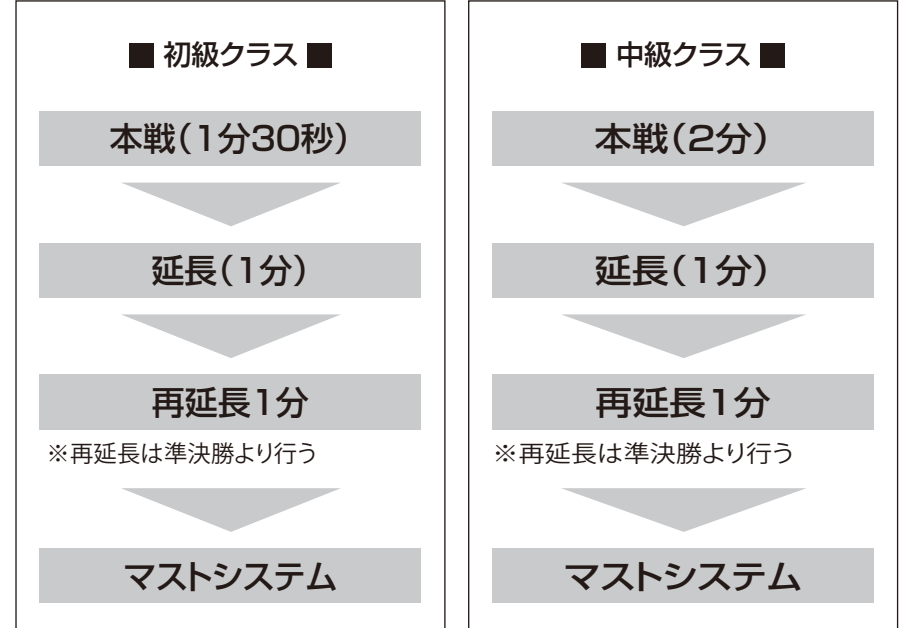 ■ 初級クラス ■
本戦（1分30秒）
延長（1分）
再延長1分
※再延長は準決勝より行う
マストシステム
■ 中級クラス ■
本戦（2分）
延長（1分）
再延長1分
※再延長は準決勝より行う
マストシステム